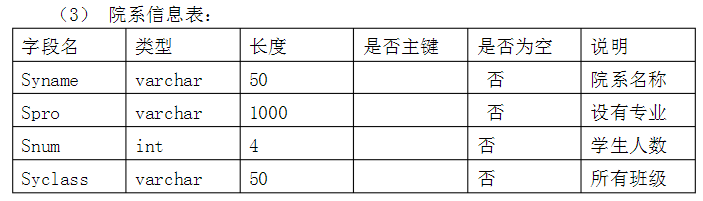 （3） 院系信息表：
字段名 类型 长度 是否主键 是否为空 说明
Syname varchar 50 否 院系名称
Spro varchar 1000 否 设有专业
Snum int 4 否 学生人数
Syclass varchar 50 否 所有班级